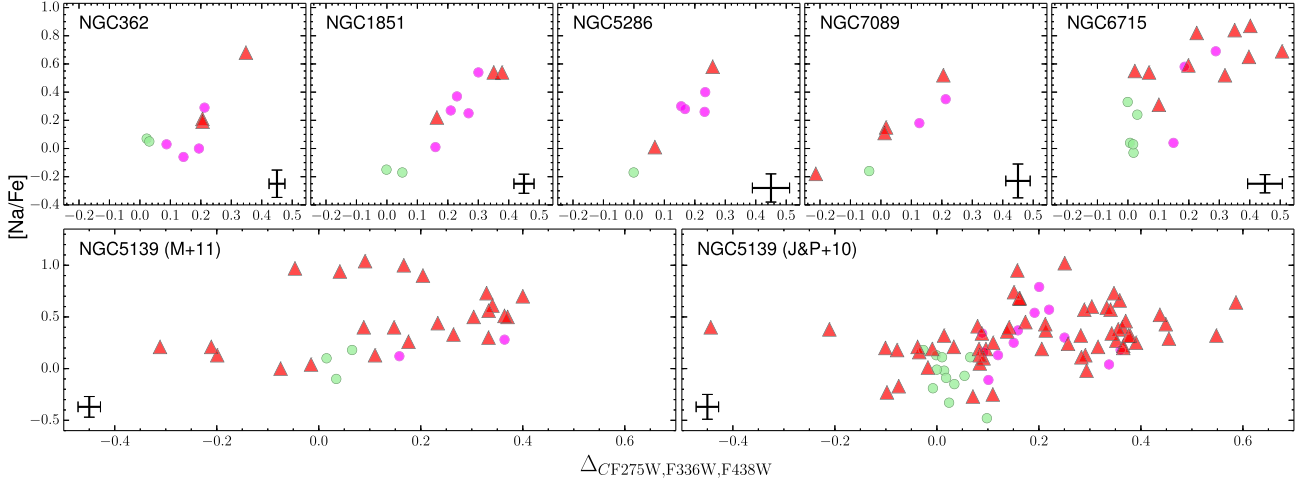 NGC362 NGC1851 NGC5286 NGC7089 NGC6715
1.0
0.8
0.6
0.4
0.2
0.0
−0.2
−0.4
−0.2 −0.1 0.0 0.1 0.2 0.3 0.4 0.5 −0.2 −0.1 0.0 0.1 0.2 0.3 0.4 0.5 −0.2 −0.1 0.0 0.1 0.2 0.3 0.4 0.5 −0.2 −0.1 0.0 0.1 0.2 0.3 0.4 0.5 −0.2 −0.1 0.0 0.1 0.2 0.3 0.4 0.5
[Na/Fe]
NGC5139 (M+11) NGC5139 (J&P+10)
1.0
0.5
0.0
−0.5
−0.4 −0.2 0.0 0.2 0.4 0.6 −0.4 −0.2 0.0 0.2 0.4 0.6
Δ CF275W,F336W,F438W